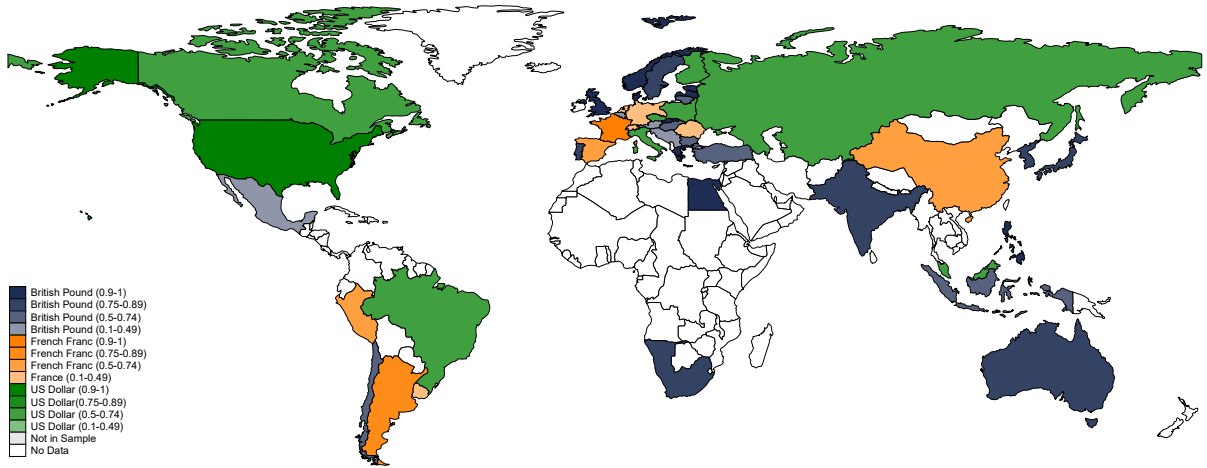 British Pound (0.9-1)
British Pound (0.75-0.89)
British Pound (0.5-0.74)
British Pound (0.1-0.49)
French Franc (0.9-1)
French Franc (0.75-0.89)
French Franc (0.5-0.74)
France (0.1-0.49)
US Dollar (0.9-1)
US Dollar(0.75-0.89)
US Dollar (0.5-0.74)
US Dollar (0.1-0.49)
Not in Sample
No Data